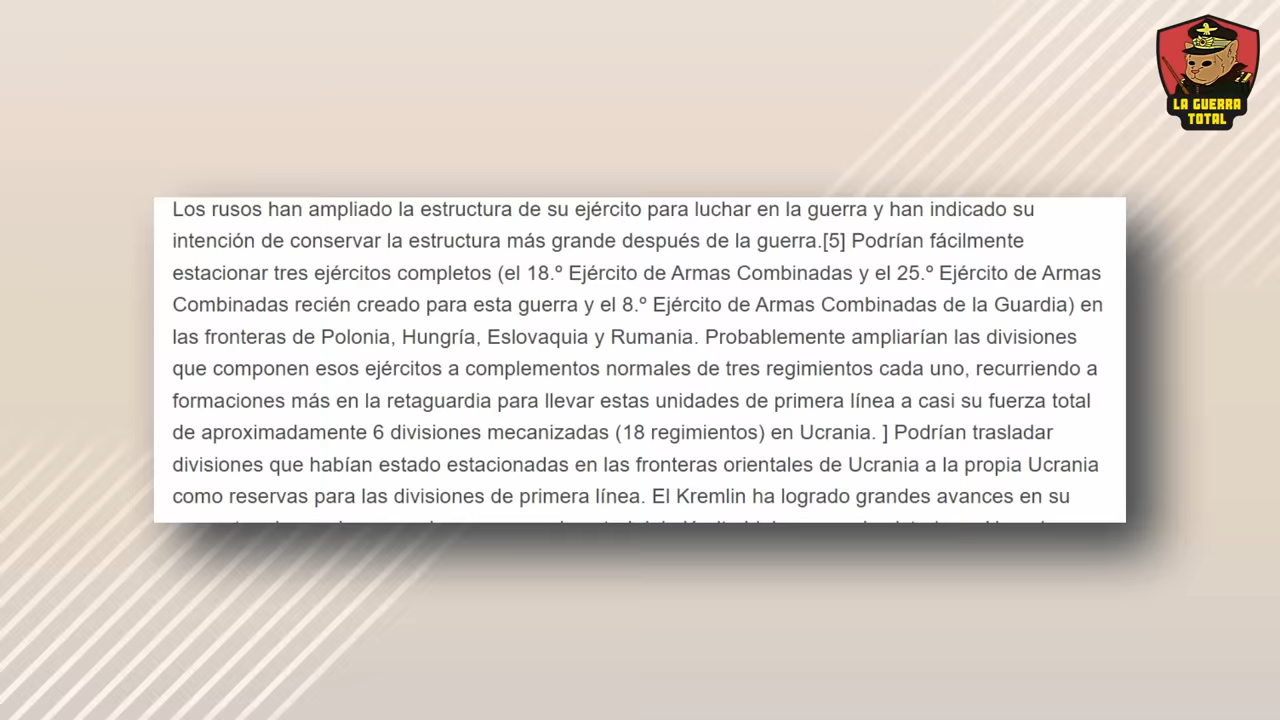 LA GUERRA
TOTAL
Los rusos han ampliado la estructura de su ejército para luchar en la guerra y han indicado su
intención de conservar la estructura más grande después de la guerra.[5] Podrían fácilmente
estacionar tres ejércitos completos (el 18.º Ejército de Armas Combinadas y el 25.º Ejército de Armas
Combinadas recién creado para esta guerra y el 8.º Ejército de Armas Combinadas de la Guardia) en
las fronteras de Polonia, Hungría, Eslovaquia y Rumania. Probablemente ampliarían las divisiones
que componen esos ejércitos a complementos normales de tres regimientos cada uno, recurriendo a
formaciones más en la retaguardia para llevar estas unidades de primera línea a casi su fuerza total
de aproximadamente 6 divisiones mecanizadas (18 regimientos) en Ucrania. ] Podrían trasladar
divisiones que habían estado estacionadas en las fronteras orientales de Ucrania a la propia Ucrania
como reservas para las divisiones de primera línea. El Kremlin ha logrado grandes avances en su